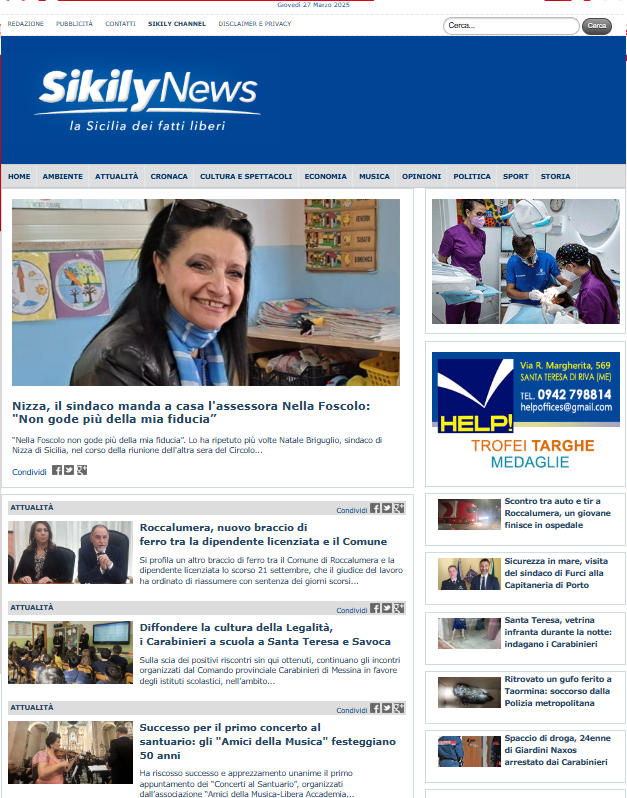 Giovedì 27 Marzo 2025
REDAZIONE PUBBLICITÀ CONTATTI SIKILY CHANNEL DISCLAIMER E PRIVACY
Cerca... Cerca
SikilyNews
la Sicilia dei fatti liberi
HOME AMBIENTE ATTUALITÀ CRONACA CULTURA E SPETTACOLI ECONOMIA MUSICA OPINIONI POLITICA SPORT STORIA
VENERDI
SABATO
DOMENICA
Nizza, il sindaco manda a casa l'assessora Nella Foscolo:
"Non gode più della mia fiducia”
“Nella Foscolo non gode più della mia fiducia”. Lo ha ripetuto più volte Natale Briguglio, sindaco di
Nizza di Sicilia, nel corso della riunione dell'altra sera del Circolo...
Condividi
ATTUALITÀ
Condividi
Roccalumera, nuovo braccio di
ferro tra la dipendente licenziata e il Comune
Si profila un altro braccio di ferro tra il Comune di Roccalumera e la
dipendente licenziata lo scorso 21 settembre, che il giudice del lavoro
ha ordinato di riassumere con sentenza dei giorni scorsi...
ATTUALITÀ
Condividi
Diffondere la cultura della Legalità,
i Carabinieri a scuola a Santa Teresa e Savoca
Sulla scia dei positivi riscontri sin qui ottenuti, continuano gli incontri
organizzati dal Comando provinciale Carabinieri di Messina in favore
degli istituti scolastici, nell’ambito...
ATTUALITÀ
Condividi
Successo per il primo concerto al
santuario: gli "Amici della Musica" festeggiano
50 anni
Ha riscosso successo e apprezzamento unanime il primo
appuntamento dei “Concerti al Santuario”, organizzati
dall’associazione “Amici della Musica-Libera Accademia...
Via R. Margherita, 569
SANTA TERESA DI RIVA (ME)
TEL. 0942 798814
helpoffices@gmail.com
HELP!
TROFEI TARGHE
MEDAGLIE
Scontro tra auto e tir a
Roccalumera, un giovane
finisce in ospedale
Sicurezza in mare, visita
del sindaco di Furci alla
Capitaneria di Porto
Santa Teresa, vetrina
infranta durante la notte:
indagano i Carabinieri
Ritrovato un gufo ferito a
Taormina: soccorso dalla
Polizia metropolitana
Spaccio di droga, 24enne
di Giardini Naxos
arrestato dai Carabinieri